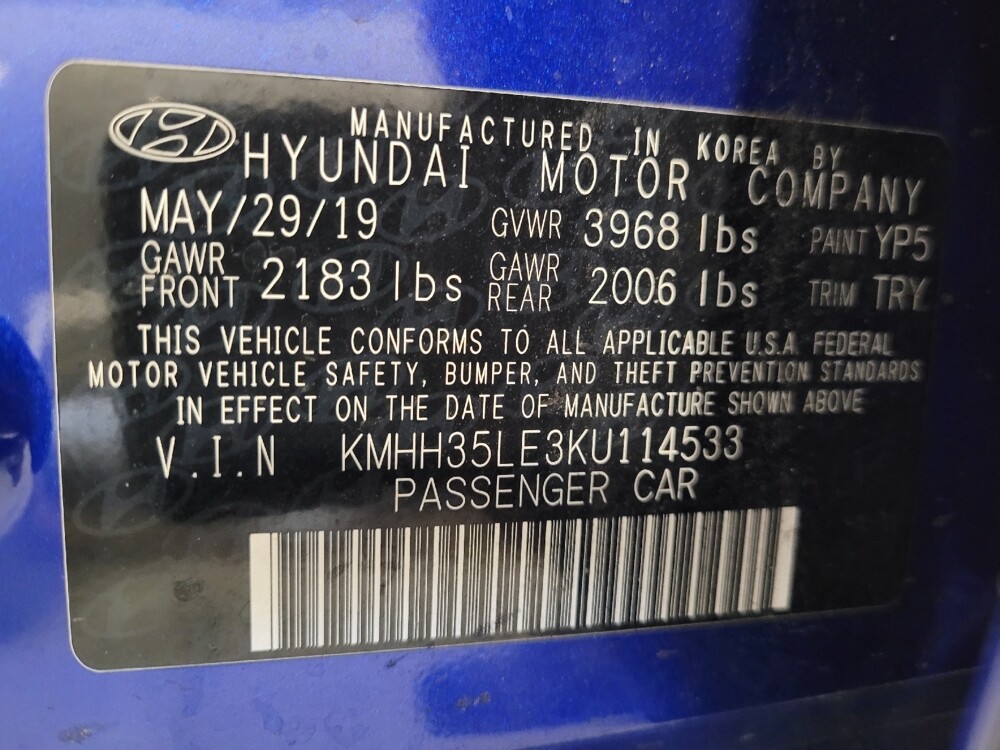 MANUFACTURED IN KOREA BY
HYUNDAI MOTOR COMPANY
MAY/29/19 GVWR 3968 lbs PAINT YP5
GAWR FRONT 2183 lbs GAWR REAR 2006 lbs TRIM TRY
THIS VEHICLE CONFORMS TO ALL APPLICABLE U.S.A. FEDERAL
MOTOR VEHICLE SAFETY, BUMPER, AND THEFT PREVENTION STANDARDS
IN EFFECT ON THE DATE OF MANUFACTURE SHOWN ABOVE
V.I.N KMHH35LE3KU114533
PASSENGER CAR